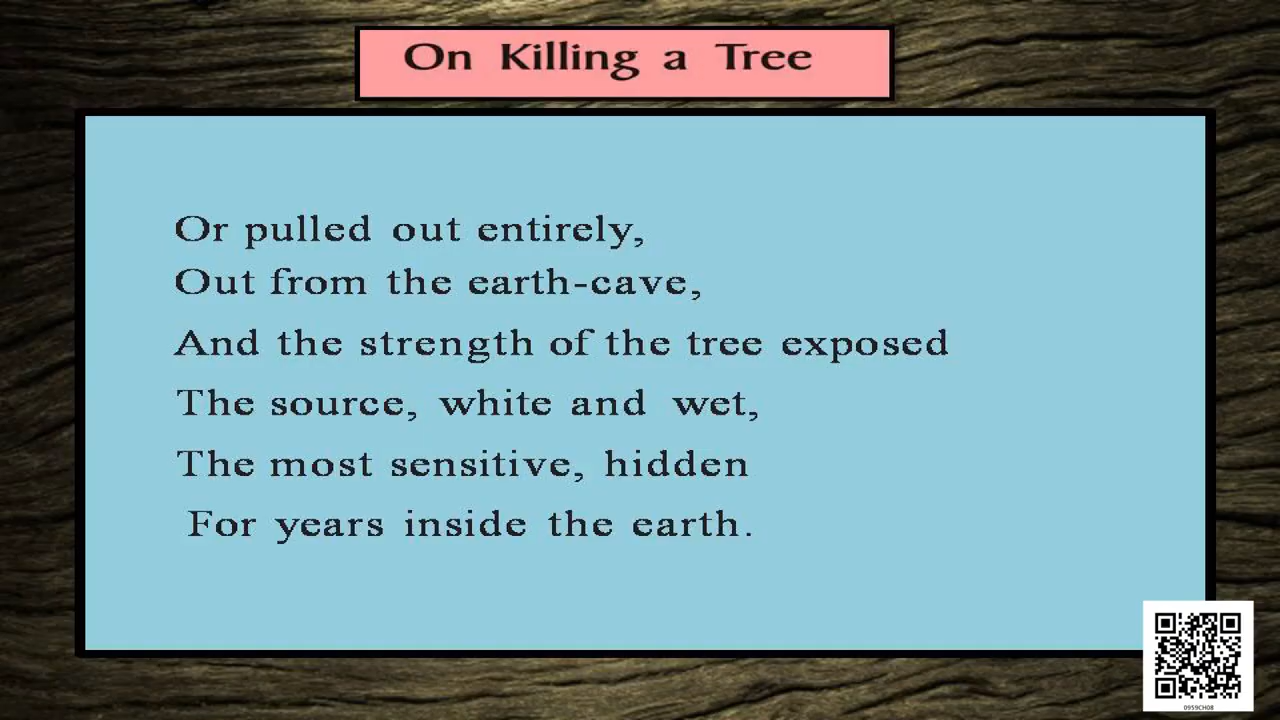 On Killing a Tree
Or pulled out entirely,
Out from the earth-cave,
And the strength of the tree exposed
The source, white and wet,
The most sensitive, hidden
For years inside the earth.
0959CH08